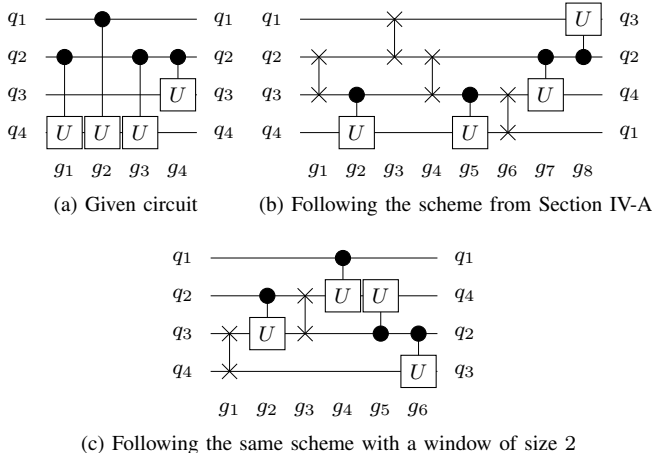 q1 q1 q1 q3
q2 q2 q2 q2
U
q3 q3 q3 U q4
U
q4 U U U q4 q4 U U q1
g1 g2 g3 g4 g1 g2 g3 g4 g5 g6 g7 g8
(a) Given circuit (b) Following the scheme from Section IV-A
q1 q1
q2 U U q4
q3 U q2
q4 U q3
g1 g2 g3 g4 g5 g6
(c) Following the same scheme with a window of size 2